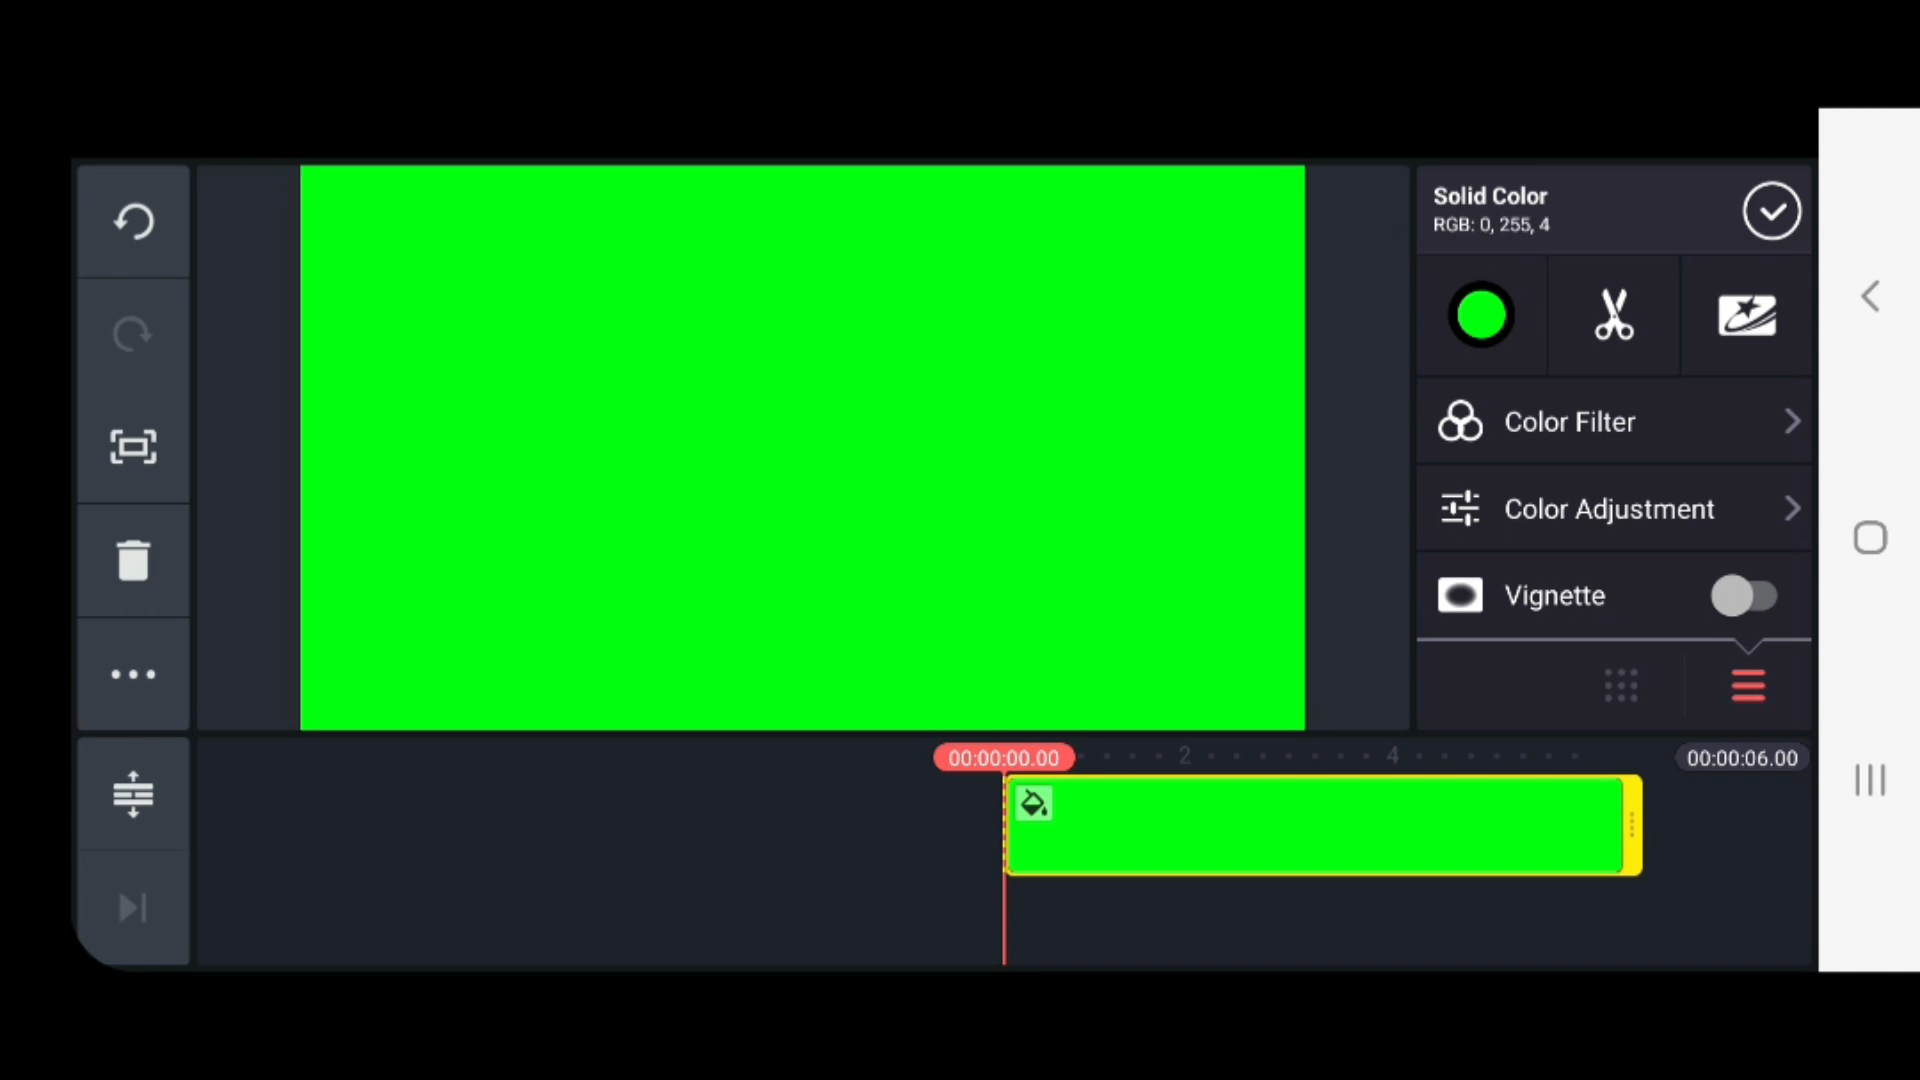 Solid Color
RGB: 0, 255, 4
Color Filter
Color Adjustment
Vignette
00:00:00.00
2
4
00:00:06.00